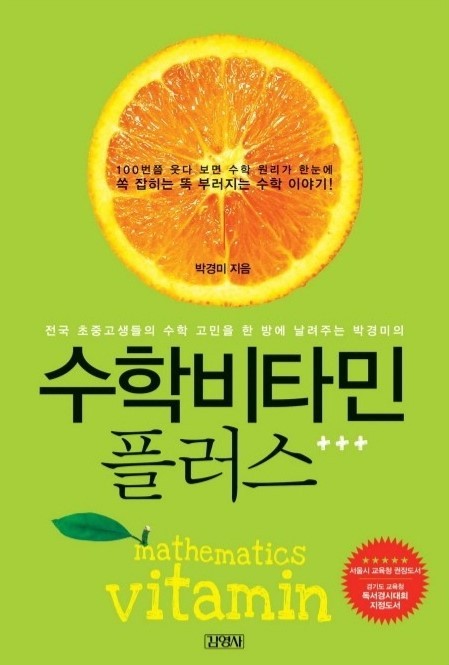 100번쯤 웃다 보면 수학 원리가 한눈에
쏙 잡히는 똑 부러지는 수학 이야기!
박경미 지음
전국 초중고생들의 수학 고민을 한 방에 날려주는 박경미의
수학비타민
플러스+++
mathematics
vitamin
★★★★★
서울시 교육청 권장도서
경기도 교육청
독서경시대회
지정도서
김영사